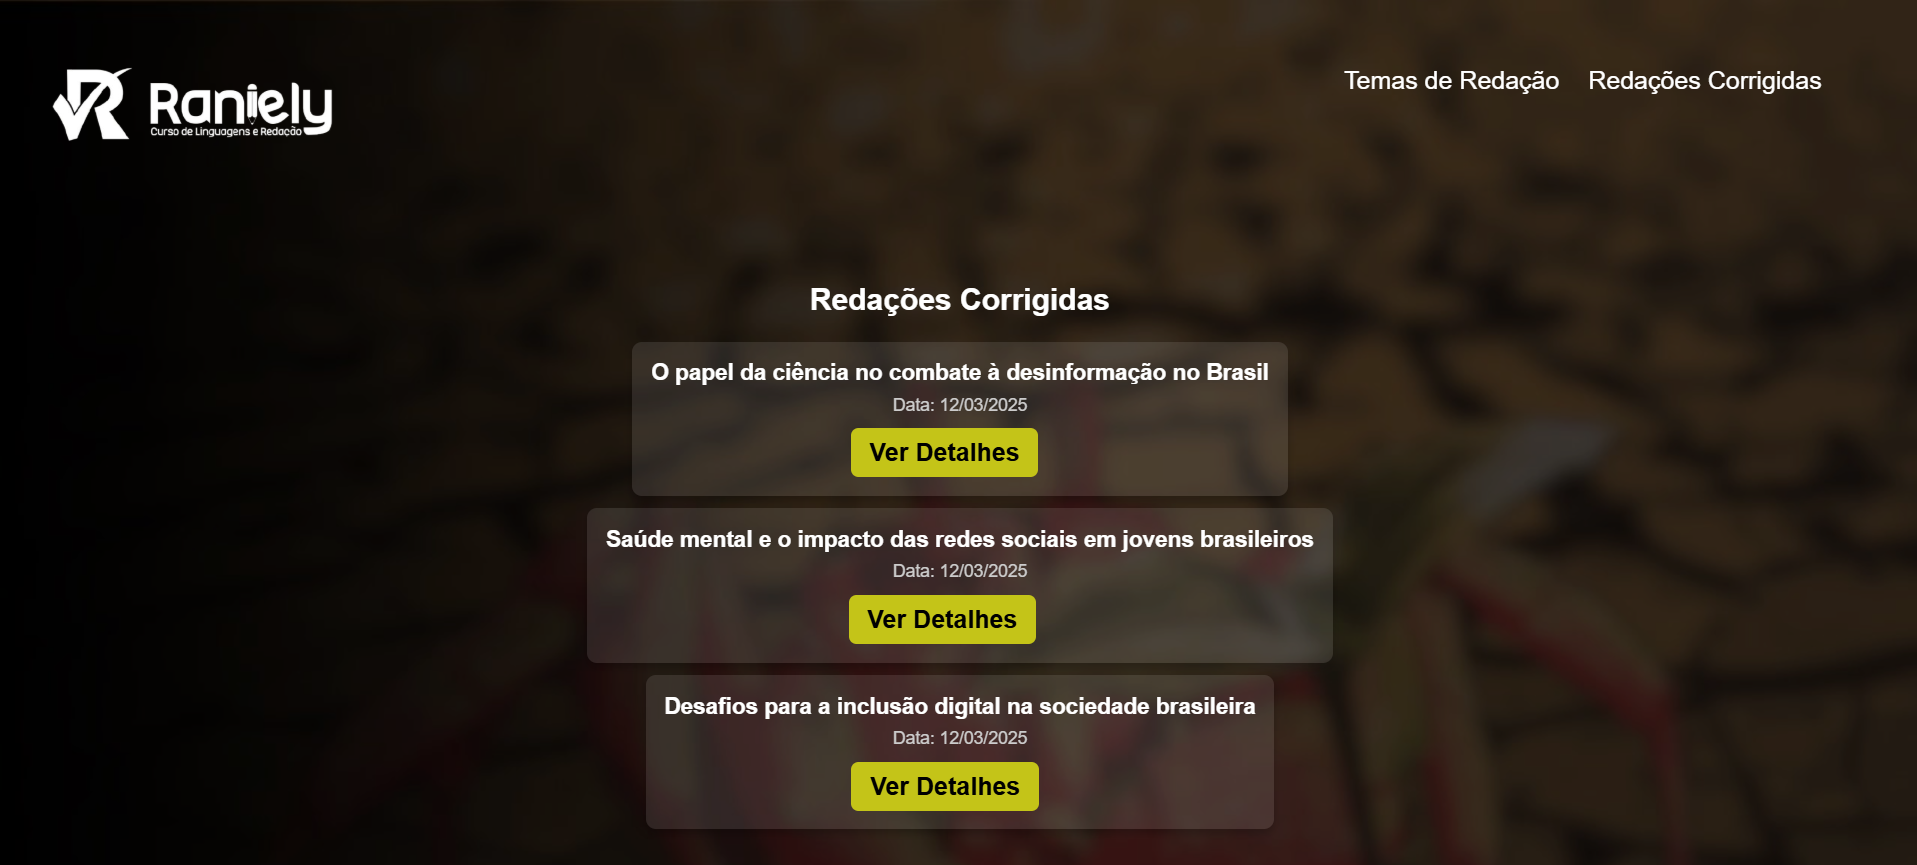 Raniely
Curso de Linguagens e Redação
Temas de Redação
Redações Corrigidas
Redações Corrigidas
O papel da ciência no combate à desinformação no Brasil
Data: 12/03/2025
Ver Detalhes
Saúde mental e o impacto das redes sociais em jovens brasileiros
Data: 12/03/2025
Ver Detalhes
Desafios para a inclusão digital na sociedade brasileira
Data: 12/03/2025
Ver Detalhes